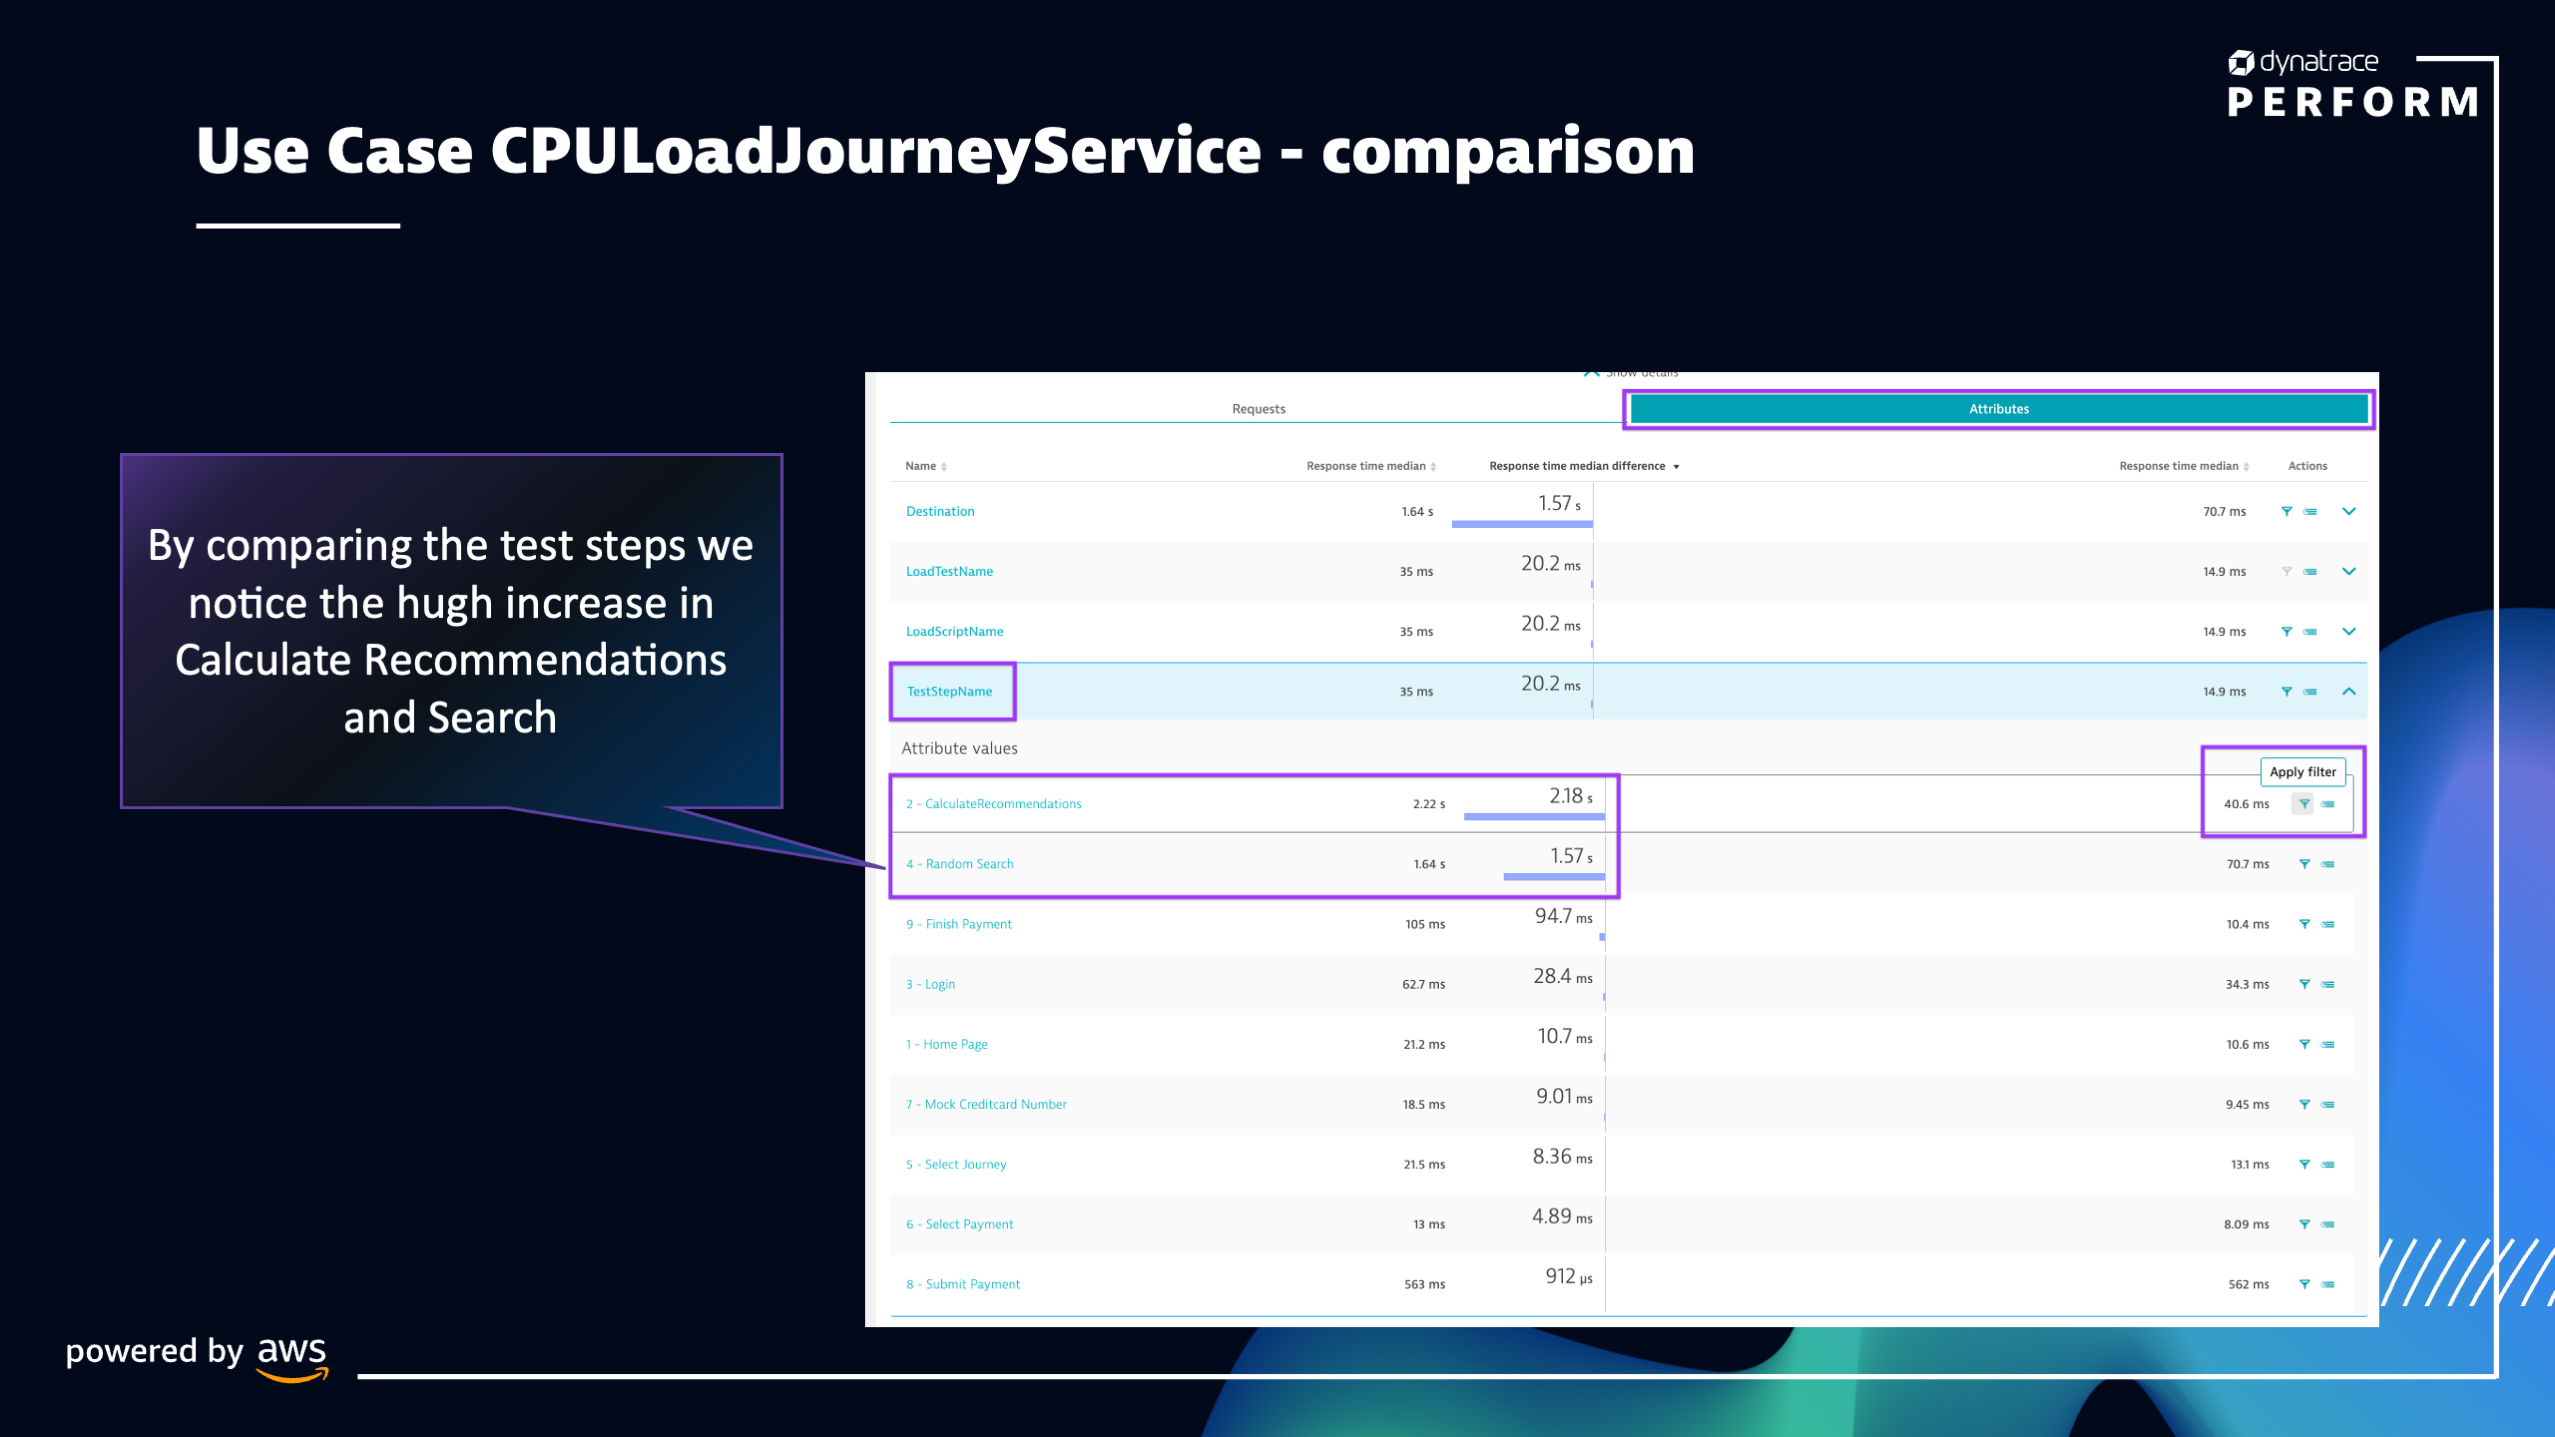 dynatrace
PERFORM
Use Case CPULoadJourneyService - comparison
By comparing the test steps we
notice the hugh increase in
Calculate Recommendations
and Search
Show details
Requests Attributes
Name Response time median Response time median difference Response time median Actions
Destination 1.64 s 1.57 s 70.7 ms
LoadTestName 35 ms 20.2 ms 14.9 ms
LoadScriptName 35 ms 20.2 ms 14.9 ms
TestStepName 35 ms 20.2 ms 14.9 ms
Attribute values
Apply filter
2 - CalculateRecommendations 2.22 s 2.18 s 40.6 ms
4 - Random Search 1.64 s 1.57 s 70.7 ms
9 - Finish Payment 105 ms 94.7 ms 10.4 ms
3 - Login 62.7 ms 28.4 ms 34.3 ms
1 - Home Page 21.2 ms 10.7 ms 10.6 ms
7 - Mock Creditcard Number 18.5 ms 9.01 ms 9.45 ms
5 - Select Journey 21.5 ms 8.36 ms 13.1 ms
6 - Select Payment 13 ms 4.89 ms 8.09 ms
8 - Submit Payment 563 ms 912 µs 562 ms
powered by aws